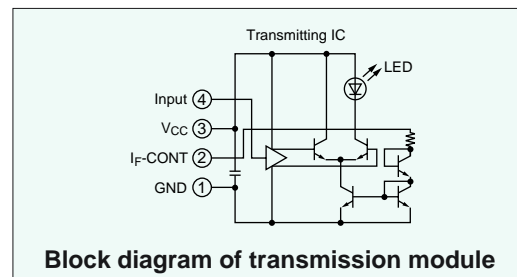 Transmitting IC
LED
Input ④
VCC ③
IF-CONT ②
GND ①
Block diagram of transmission module